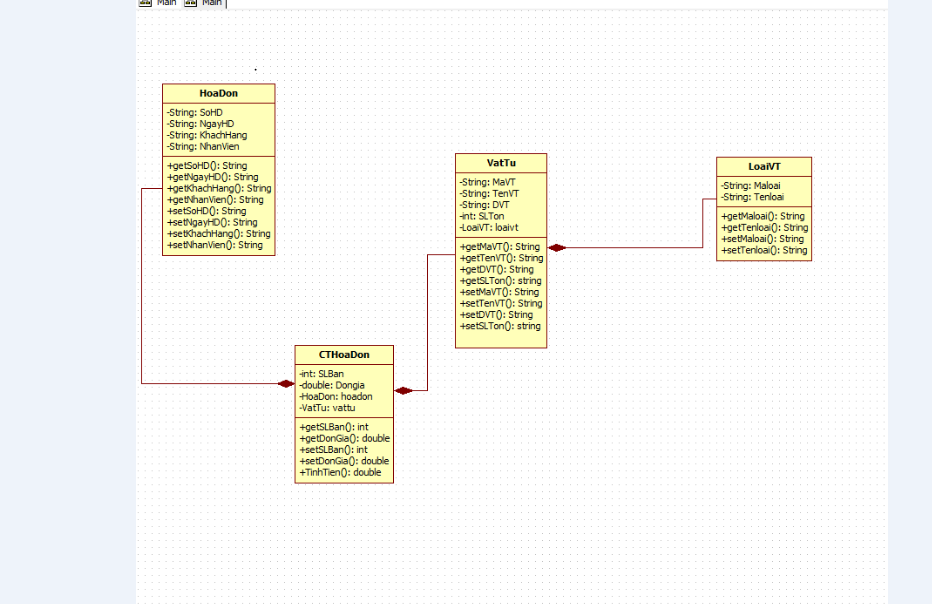 Main Main
HoaDon
-String: SoHD
-String: NgayHD
-String: KhachHang
-String: NhanVien
+getSoHD(): String
+getNgayHD(): String
+getKhachHang(): String
+getNhanVien(): String
+setSoHD(): String
+setNgayHD(): String
+setKhachHang(): String
+setNhanVien(): String
VatTu
-String: MaVT
-String: TenVT
-String: DVT
-int: SLTon
-LoaiVT: loaivt
+getMaVT(): String
+getTenVT(): String
+getDVT(): String
+getSLTon(): string
+setMaVT(): String
+setTenVT(): String
+setDVT(): String
+setSLTon(): string
LoaiVT
-String: Maloai
-String: Tenloai
+getMaloai(): String
+getTenloai(): String
+setMaloai(): String
+setTenloai(): String
CTHoaDon
-int: SLBan
-double: Dongia
-HoaDon: hoadon
-VatTu: vattu
+getSLBan(): int
+getDonGia(): double
+setSLBan(): int
+setDonGia(): double
+TinhTien(): double